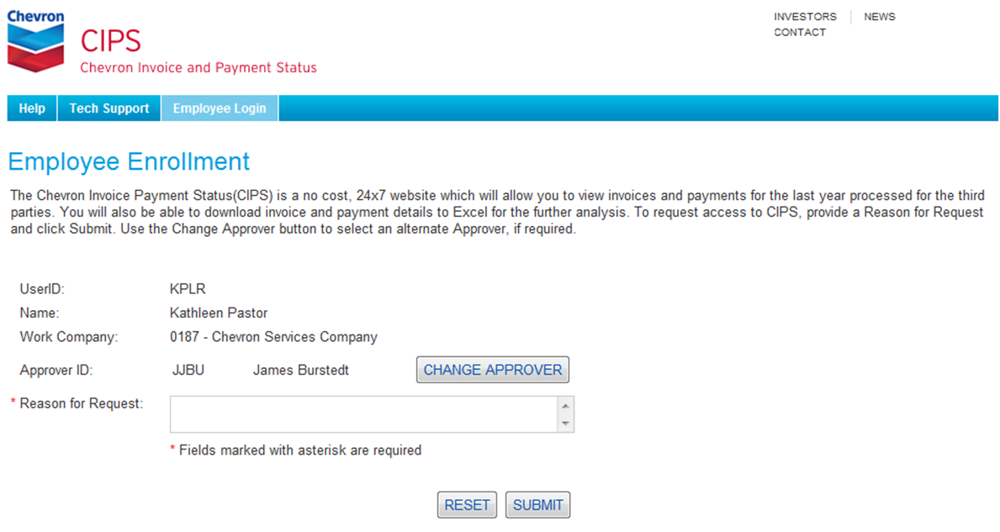 Chevron
CIPS
Chevron Invoice and Payment Status
INVESTORS NEWS
CONTACT
Help Tech Support Employee Login
Employee Enrollment
The Chevron Invoice Payment Status(CIPS) is a no cost, 24x7 website which will allow you to view invoices and payments for the last year processed for the third
parties. You will also be able to download invoice and payment details to Excel for the further analysis. To request access to CIPS, provide a Reason for Request
and click Submit. Use the Change Approver button to select an alternate Approver, if required.
UserID: KPLR
Name: Kathleen Pastor
Work Company: 0187 - Chevron Services Company
Approver ID: JJBU James Burstedt CHANGE APPROVER
* Reason for Request:
* Fields marked with asterisk are required
RESET SUBMIT